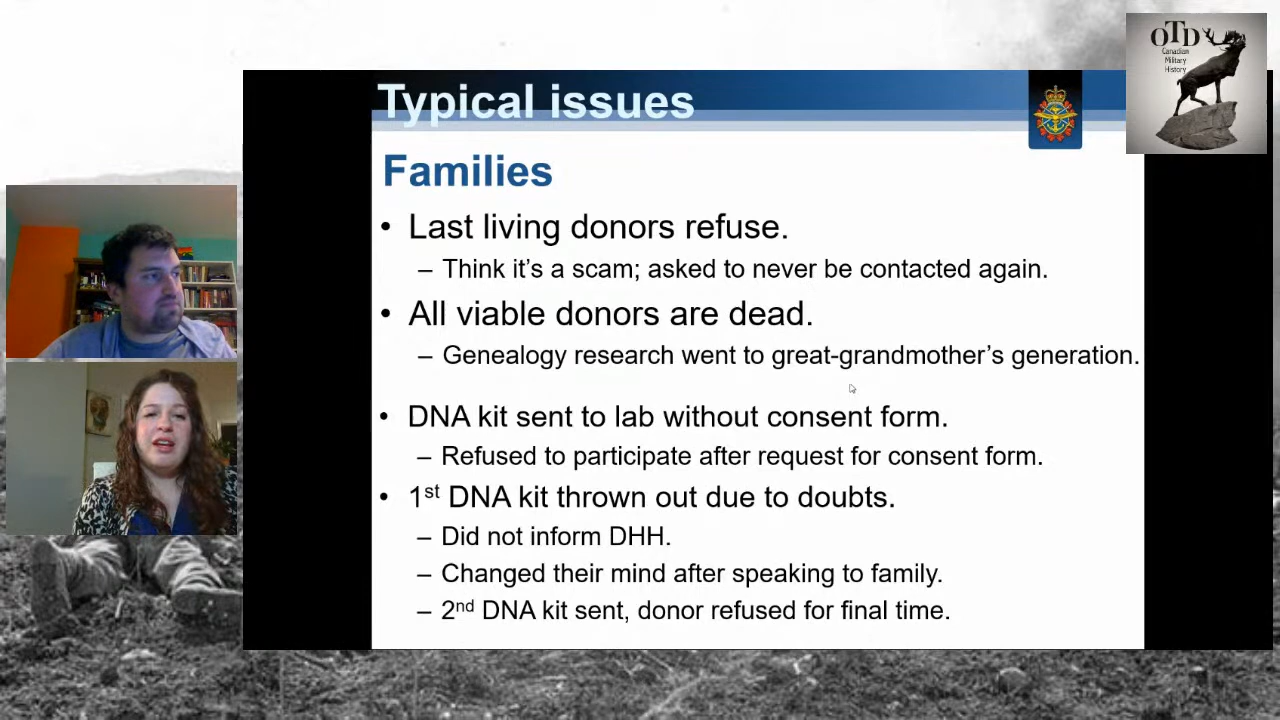 OTD
Canadian
Military
History
Typical issues
Families
• Last living donors refuse.
– Think it's a scam; asked to never be contacted again.
• All viable donors are dead.
– Genealogy research went to great-grandmother's generation.
• DNA kit sent to lab without consent form.
– Refused to participate after request for consent form.
• 1st DNA kit thrown out due to doubts.
– Did not inform DHH.
– Changed their mind after speaking to family.
– 2nd DNA kit sent, donor refused for final time.